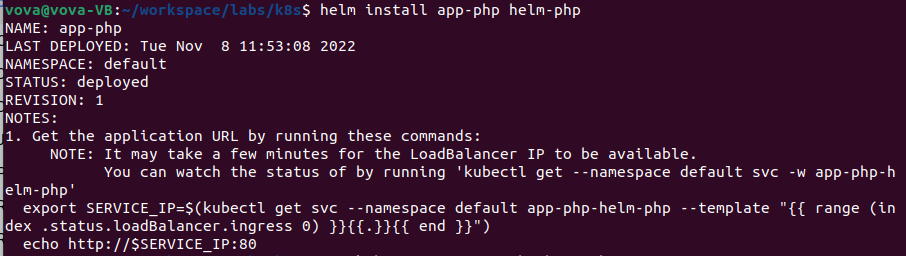 vova@vova-VB:~/workspace/labs/k8s$ helm install app-php helm-php
NAME: app-php
LAST DEPLOYED: Tue Nov  8 11:53:08 2022
NAMESPACE: default
STATUS: deployed
REVISION: 1
NOTES:
1. Get the application URL by running these commands:
     NOTE: It may take a few minutes for the LoadBalancer IP to be available.
           You can watch the status of by running 'kubectl get --namespace default svc -w app-php-h
elm-php'
  export SERVICE_IP=$(kubectl get svc --namespace default app-php-helm-php --template "{{ range (in
dex .status.loadBalancer.ingress 0) }}{{.}}{{ end }}")
  echo http://$SERVICE_IP:80